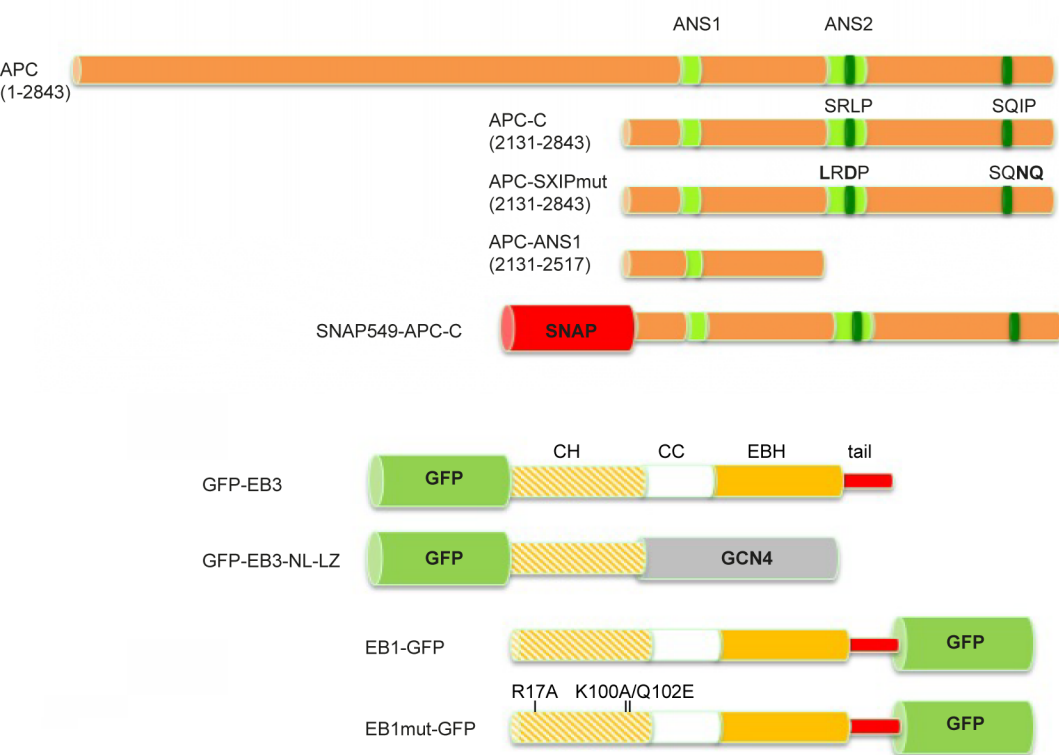 ANS1 ANS2
APC
(1-2843)
SRLP SQIP
APC-C
(2131-2843)
LRDP SQNQ
APC-SXIPmut
(2131-2843)
APC-ANS1
(2131-2517)
SNAP549-APC-C SNAP
CH CC EBH tail
GFP-EB3 GFP
GFP-EB3-NL-LZ GFP GCN4
EB1-GFP GFP
R17A K100A/Q102E
EB1mut-GFP GFP